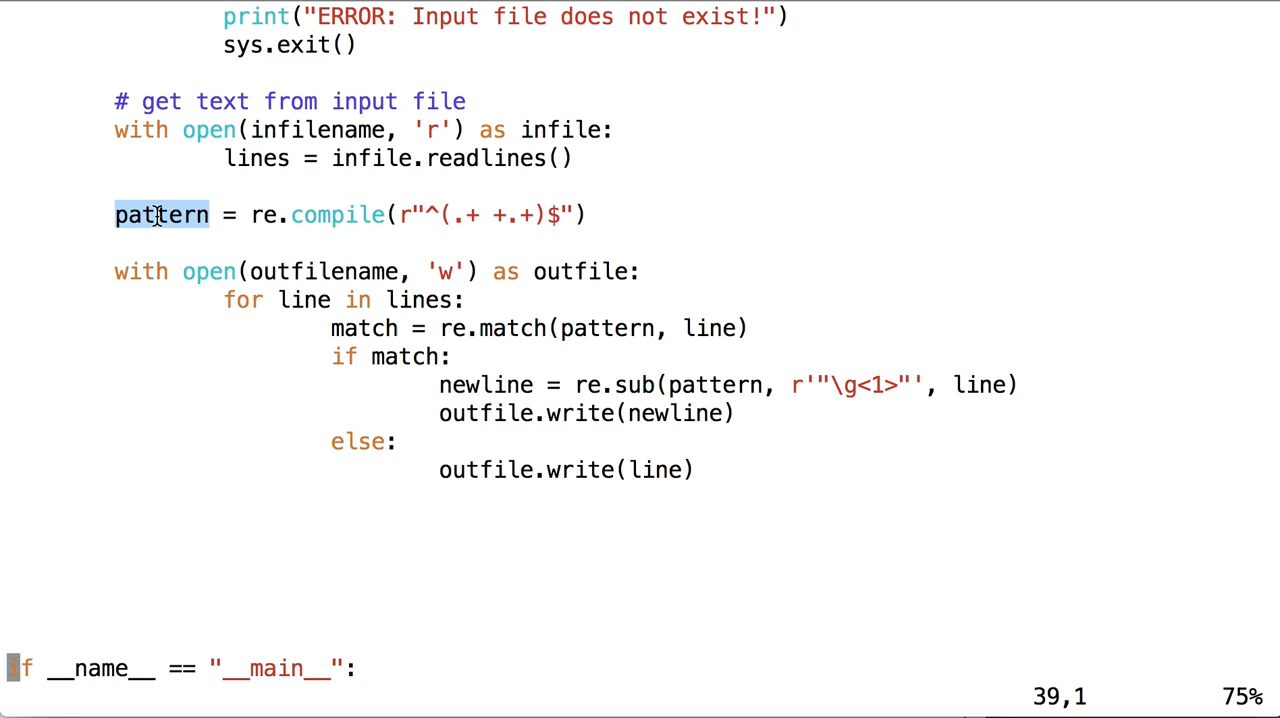 print("ERROR: Input file does not exist!")
sys.exit()
# get text from input file
with open(infilename, 'r') as infile:
lines = infile.readlines()
pattern = re.compile(r"^(.+ +.+)$")
with open(outfilename, 'w') as outfile:
for line in lines:
match = re.match(pattern, line)
if match:
newline = re.sub(pattern, r'"\g<1>"', line)
outfile.write(newline)
else:
outfile.write(line)
if __name__ == "__main__":
39,1 75%